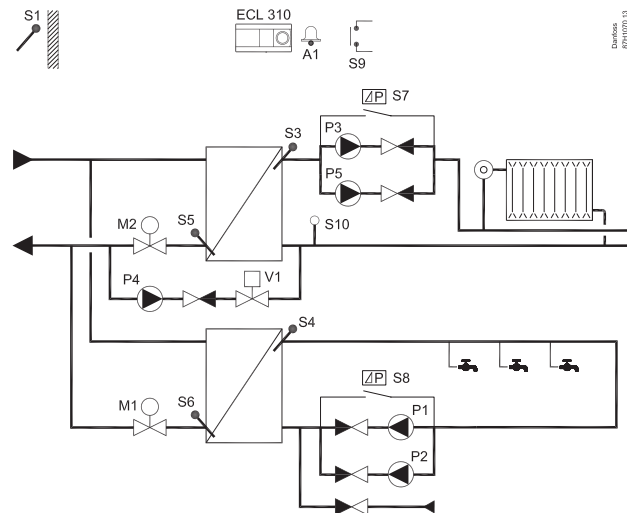 S1
ECL 310
A1
S9
Danfoss
87H1070.13
⊿P S7
P3
S3
P5
M2
S5
S10
P4
V1
S4
⊿P S8
M1
S6
P1
P2